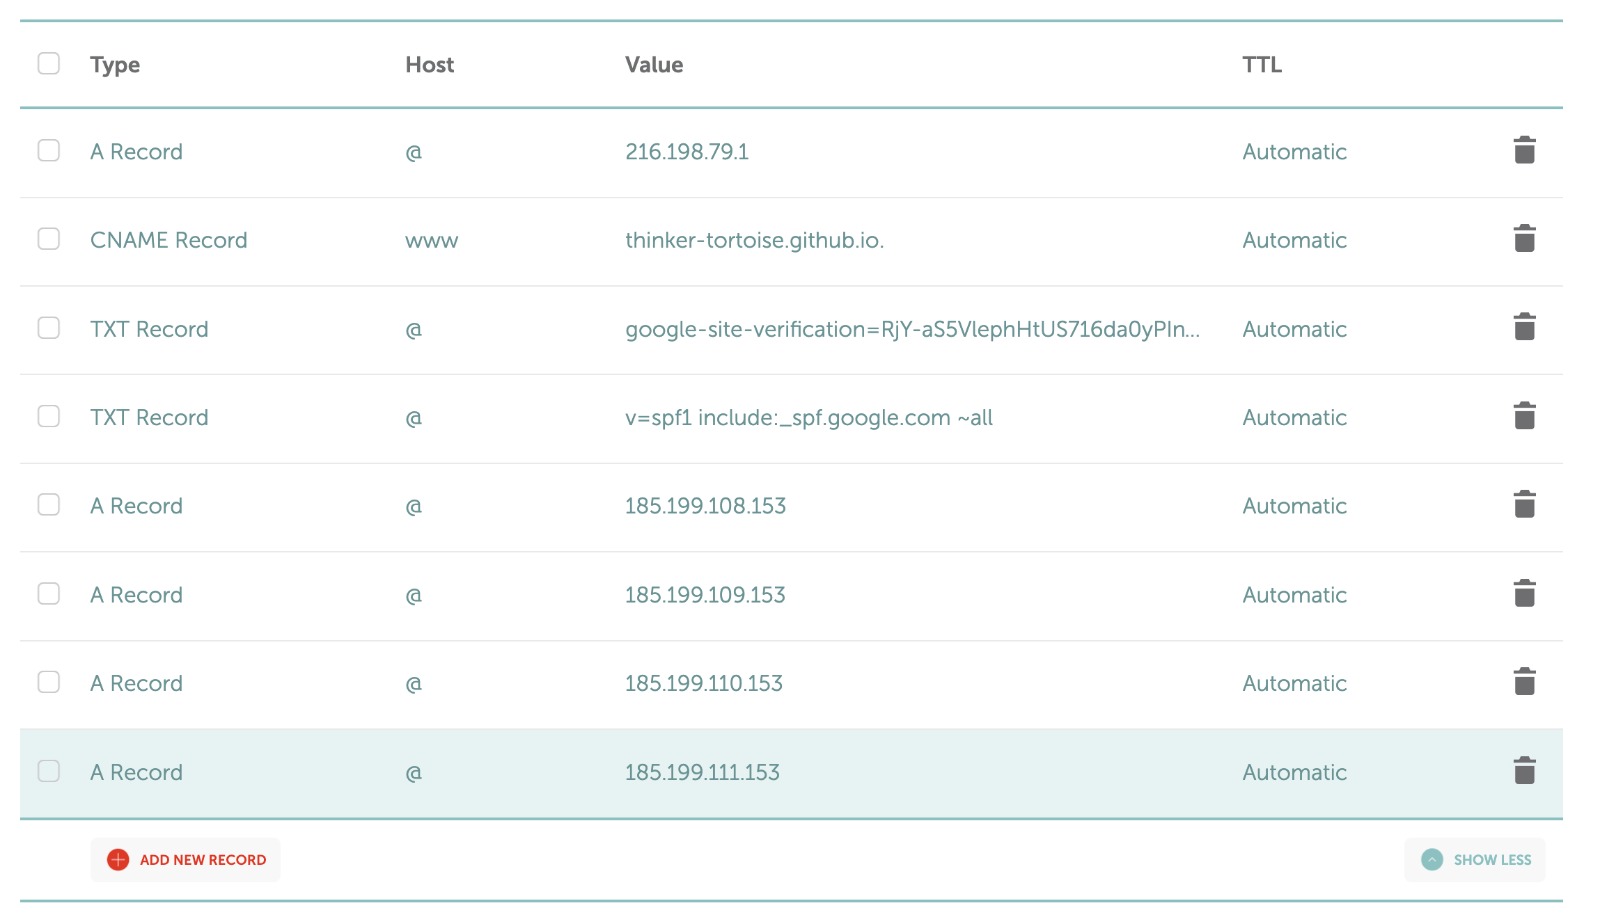 Type Host Value TTL
A Record @ 216.198.79.1 Automatic
CNAME Record www thinker-tortoise.github.io. Automatic
TXT Record @ google-site-verification=RjY-aS5VlephHtUS716da0yPIn... Automatic
TXT Record @ v=spf1 include:_spf.google.com ~all Automatic
A Record @ 185.199.108.153 Automatic
A Record @ 185.199.109.153 Automatic
A Record @ 185.199.110.153 Automatic
A Record @ 185.199.111.153 Automatic
ADD NEW RECORD SHOW LESS